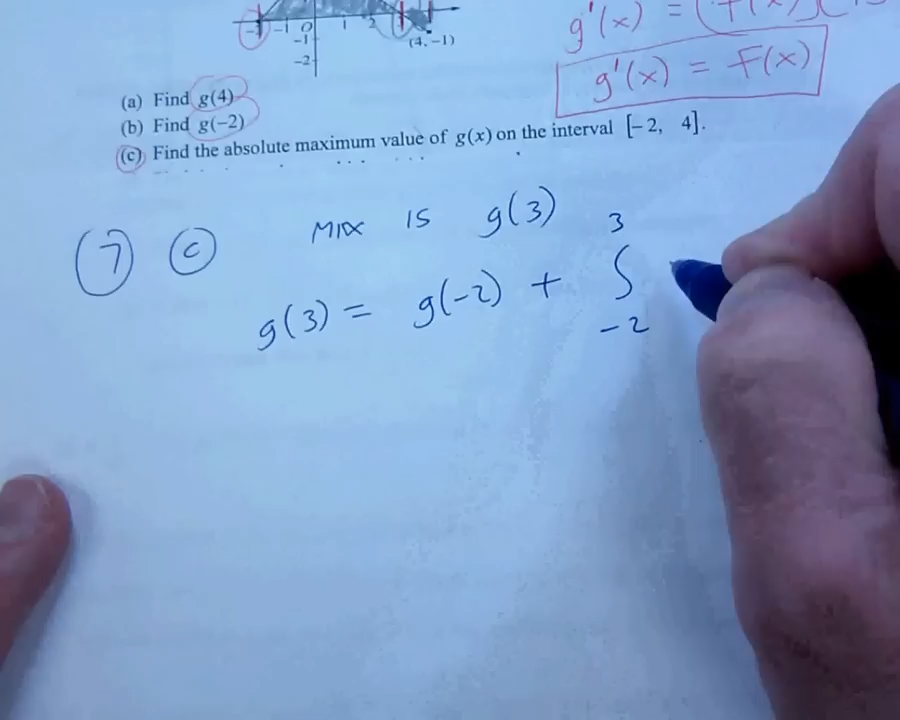 -1 O 1 2
-1
(4, -1)
-2
g'(x) =
g'(x) = f(x)
(a) Find g(4)
(b) Find g(-2)
(c) Find the absolute maximum value of g(x) on the interval [-2, 4].
7 c MAX IS g(3)
g(3) = g(-2) + ∫
3
-2